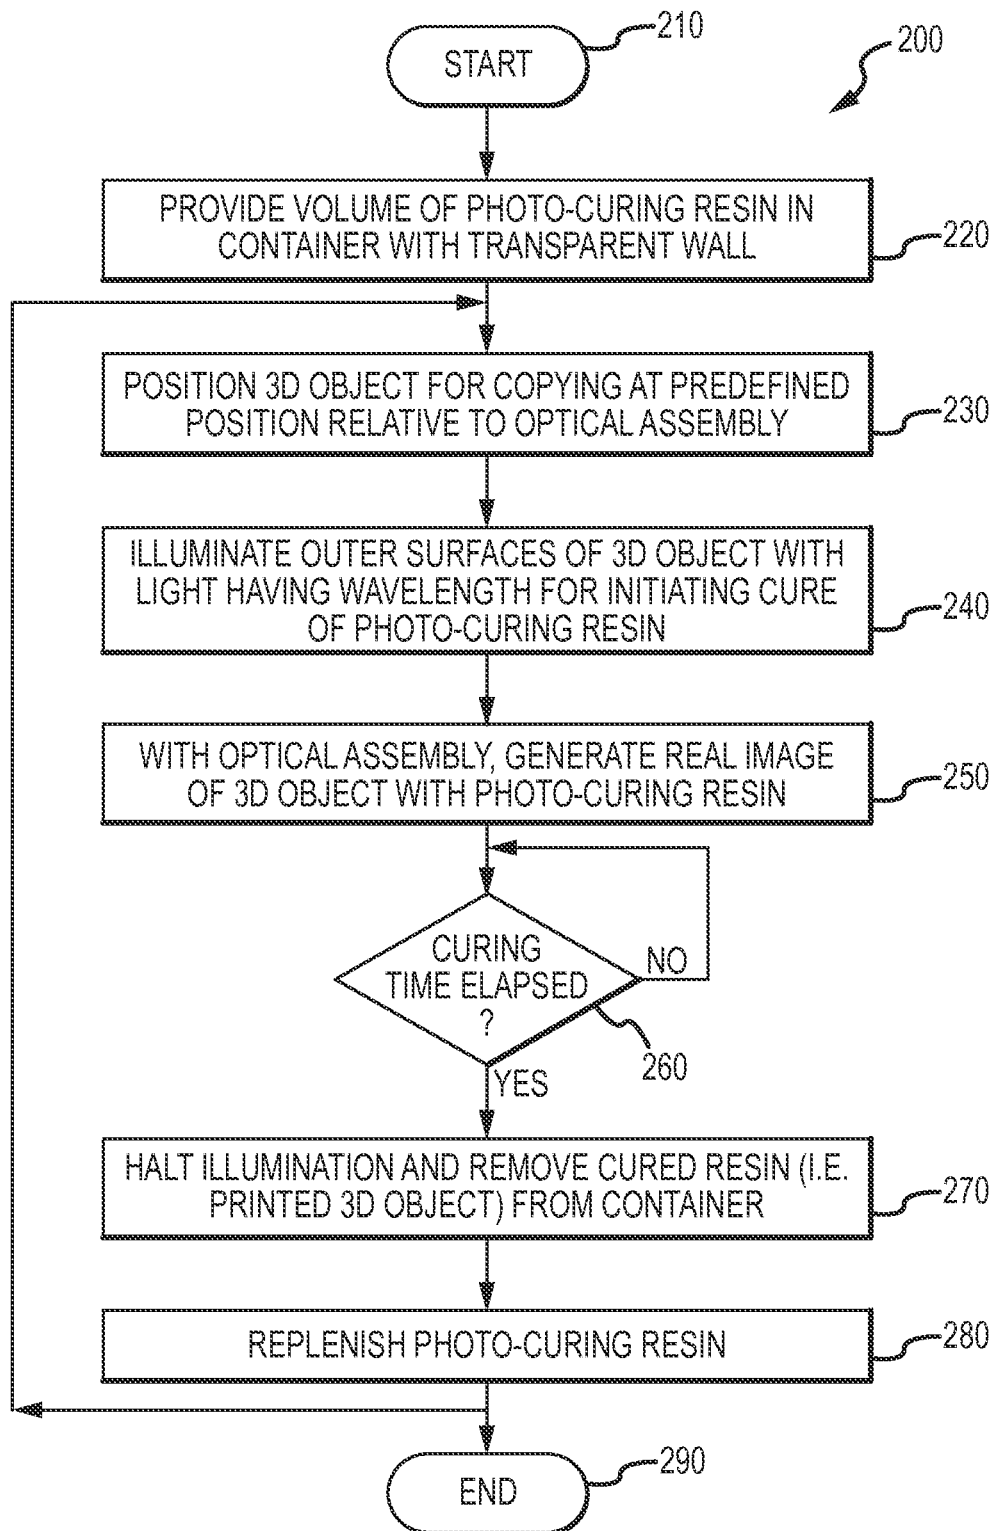 210
200
START
PROVIDE VOLUME OF PHOTO-CURING RESIN IN
CONTAINER WITH TRANSPARENT WALL
220
POSITION 3D OBJECT FOR COPYING AT PREDEFINED
POSITION RELATIVE TO OPTICAL ASSEMBLY
230
ILLUMINATE OUTER SURFACES OF 3D OBJECT WITH
LIGHT HAVING WAVELENGTH FOR INITIATING CURE
OF PHOTO-CURING RESIN
240
WITH OPTICAL ASSEMBLY, GENERATE REAL IMAGE
OF 3D OBJECT WITH PHOTO-CURING RESIN
250
CURING
TIME ELAPSED
?
NO
260
YES
HALT ILLUMINATION AND REMOVE CURED RESIN (I.E.
PRINTED 3D OBJECT) FROM CONTAINER
270
REPLENISH PHOTO-CURING RESIN
280
END
290